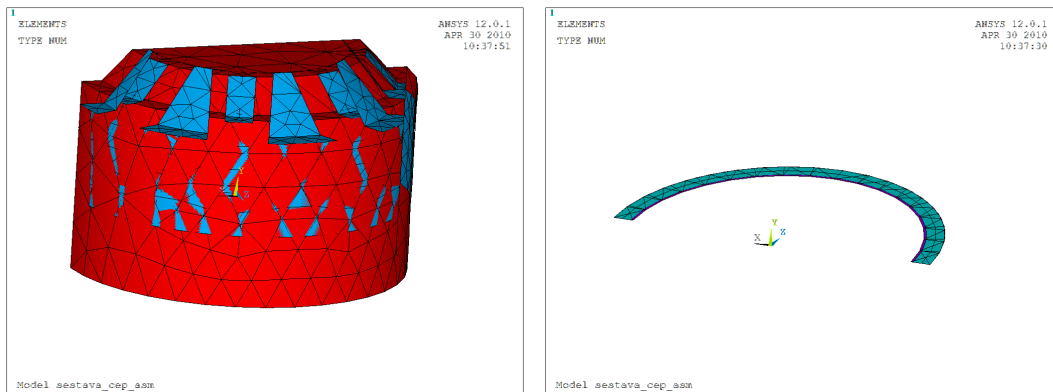 1
ELEMENTS
TYPE NUM
ANSYS 12.0.1
APR 30 2010
10:37:51
Y
X
Z
Model sestava_cep_asm
1
ELEMENTS
TYPE NUM
ANSYS 12.0.1
APR 30 2010
10:37:30
Y
X
Z
Model sestava_cep_asm